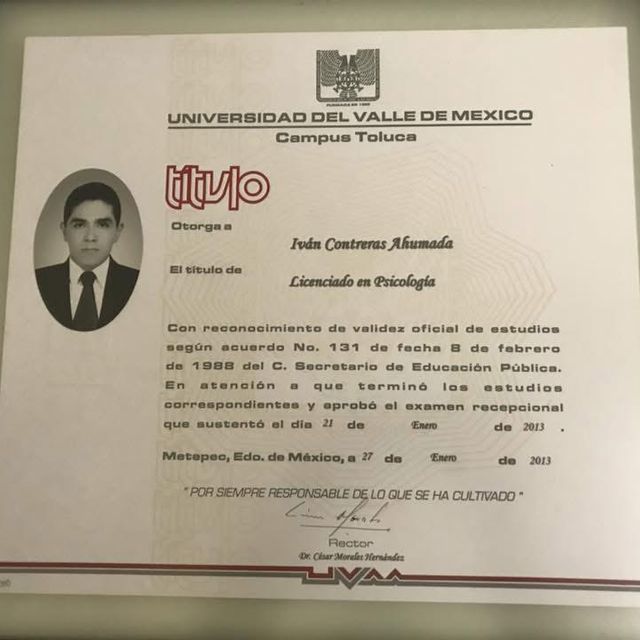 FUNDADA EN 1960
UNIVERSIDAD DEL VALLE DE MEXICO
Campus Toluca
título
Otorga a
Iván Contreras Ahumada
El título de
Licenciado en Psicología
Con reconocimiento de validez oficial de estudios
según acuerdo No. 131 de fecha 8 de febrero
de 1988 del C. Secretario de Educación Pública.
En atención a que terminó los estudios
correspondientes y aprobó el examen recepcional
que sustentó el día 21 de Enero de 2013 .
Metepec, Edo. de México, a 27 de Enero de 2013
"POR SIEMPRE RESPONSABLE DE LO QUE SE HA CULTIVADO"
Rector
Dr. César Morales Hernández
UVM